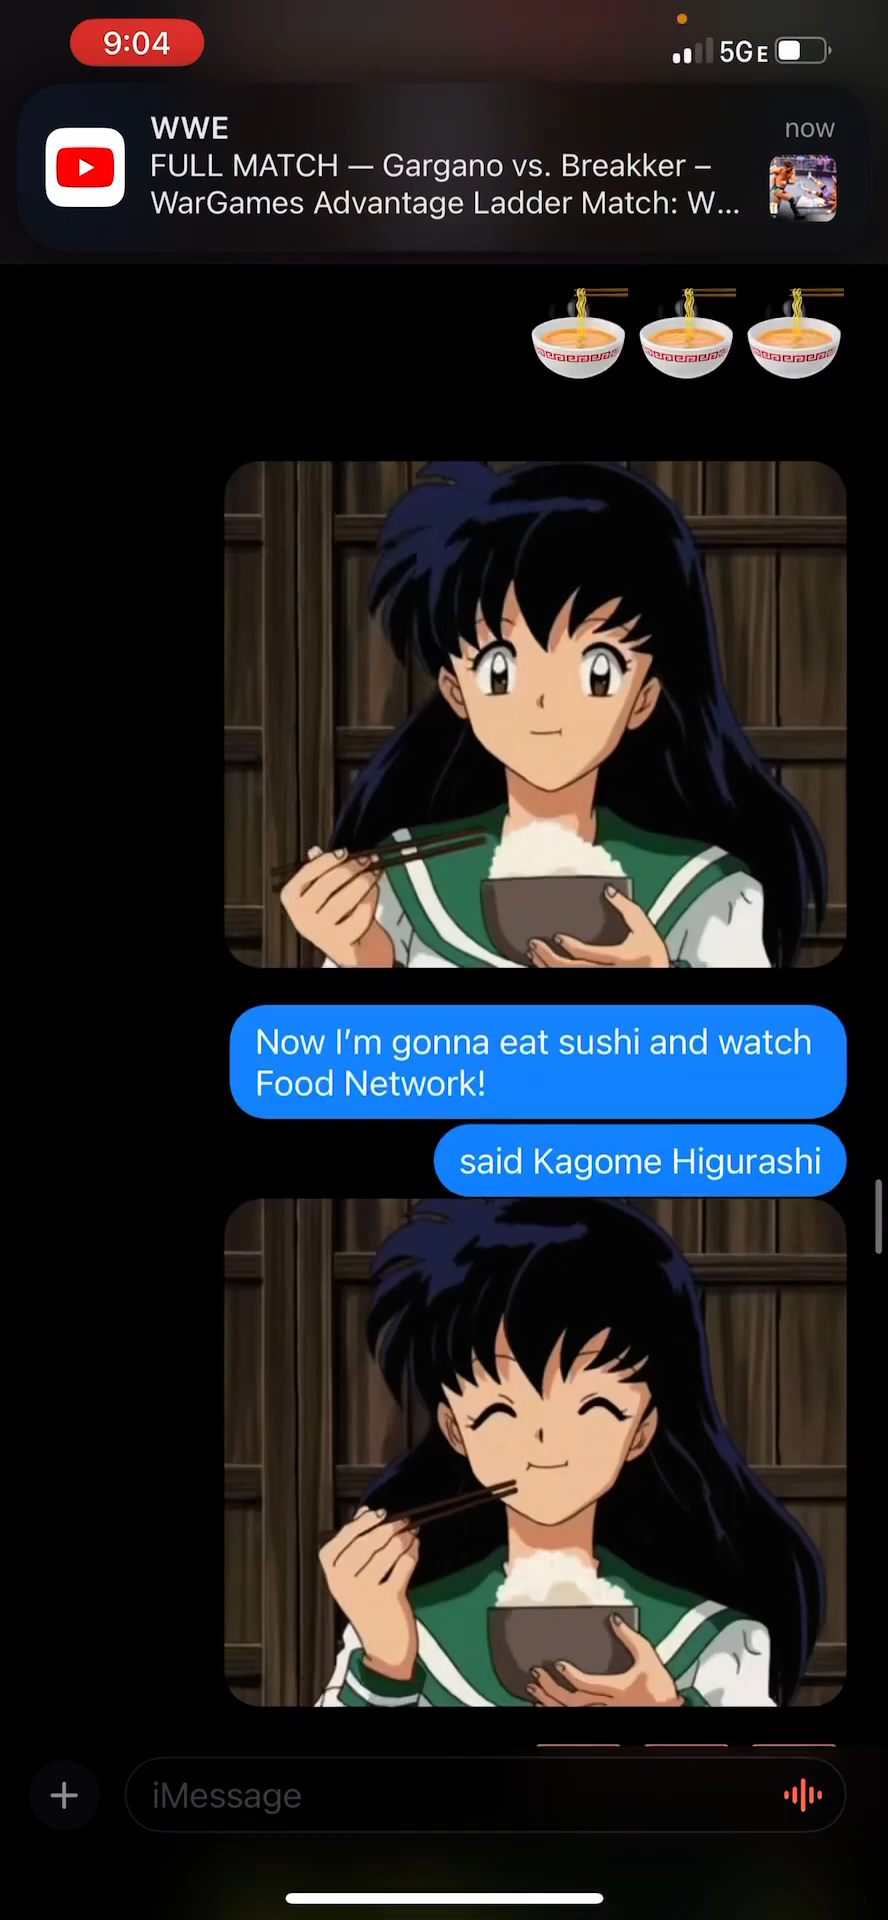 9:04
5GE
WWE
now
FULL MATCH — Gargano vs. Breakker –
WarGames Advantage Ladder Match: W...
Now I’m gonna eat sushi and watch
Food Network!
said Kagome Higurashi
iMessage